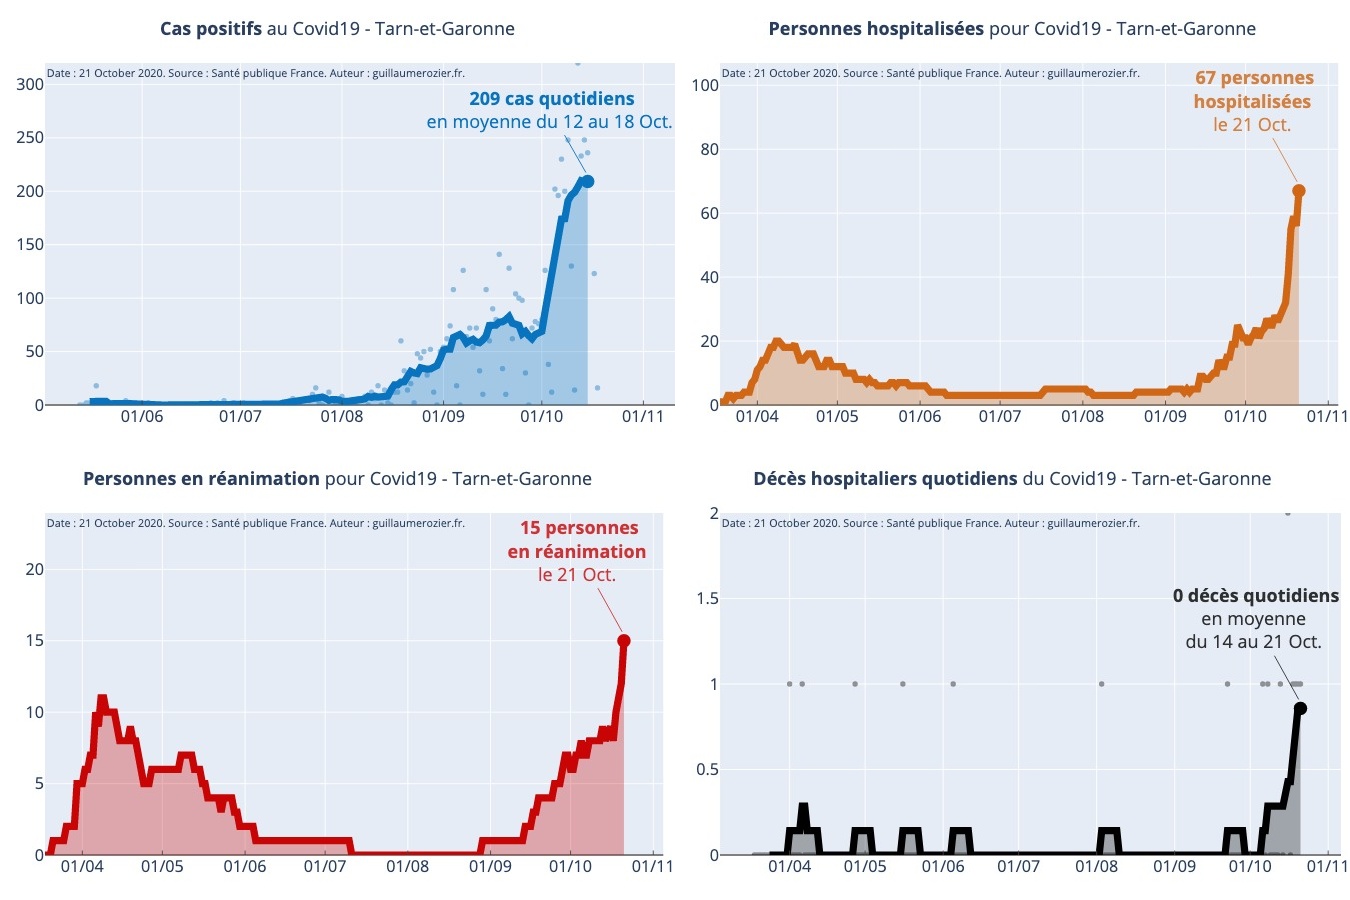 Cas positifs au Covid19 - Tarn-et-Garonne
Date : 21 October 2020. Source : Santé publique France. Auteur : guillaumerozier.fr.
209 cas quotidiens
en moyenne du 12 au 18 Oct.
300
250
200
150
100
50
0
01/06
01/07
01/08
01/09
01/10
01/11
Personnes hospitalisées pour Covid19 - Tarn-et-Garonne
Date : 21 October 2020. Source : Santé publique France. Auteur : guillaumerozier.fr.
67 personnes
hospitalisées
le 21 Oct.
100
80
60
40
20
0
01/04
01/05
01/06
01/07
01/08
01/09
01/10
01/11
Personnes en réanimation pour Covid19 - Tarn-et-Garonne
Date : 21 October 2020. Source : Santé publique France. Auteur : guillaumerozier.fr.
15 personnes
en réanimation
le 21 Oct.
20
15
10
5
0
01/04
01/05
01/06
01/07
01/08
01/09
01/10
01/11
Décès hospitaliers quotidiens du Covid19 - Tarn-et-Garonne
Date : 21 October 2020. Source : Santé publique France. Auteur : guillaumerozier.fr.
0 décès quotidiens
en moyenne
du 14 au 21 Oct.
2
1.5
1
0.5
0
01/04
01/05
01/06
01/07
01/08
01/09
01/10
01/11